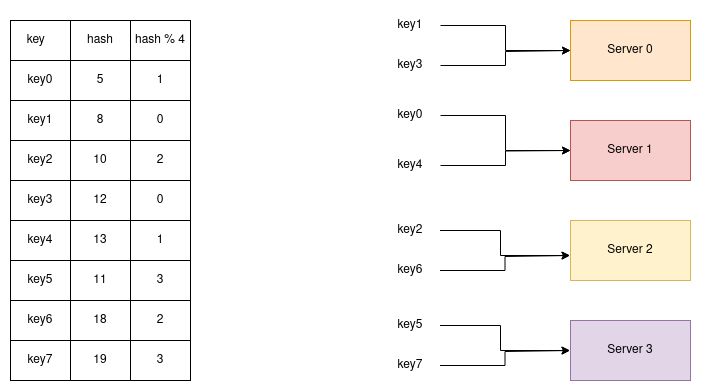 key hash hash % 4
key0 5 1
key1 8 0
key2 10 2
key3 12 0
key4 13 1
key5 11 3
key6 18 2
key7 19 3
key1
key3
Server 0
key0
key4
Server 1
key2
key6
Server 2
key5
key7
Server 3